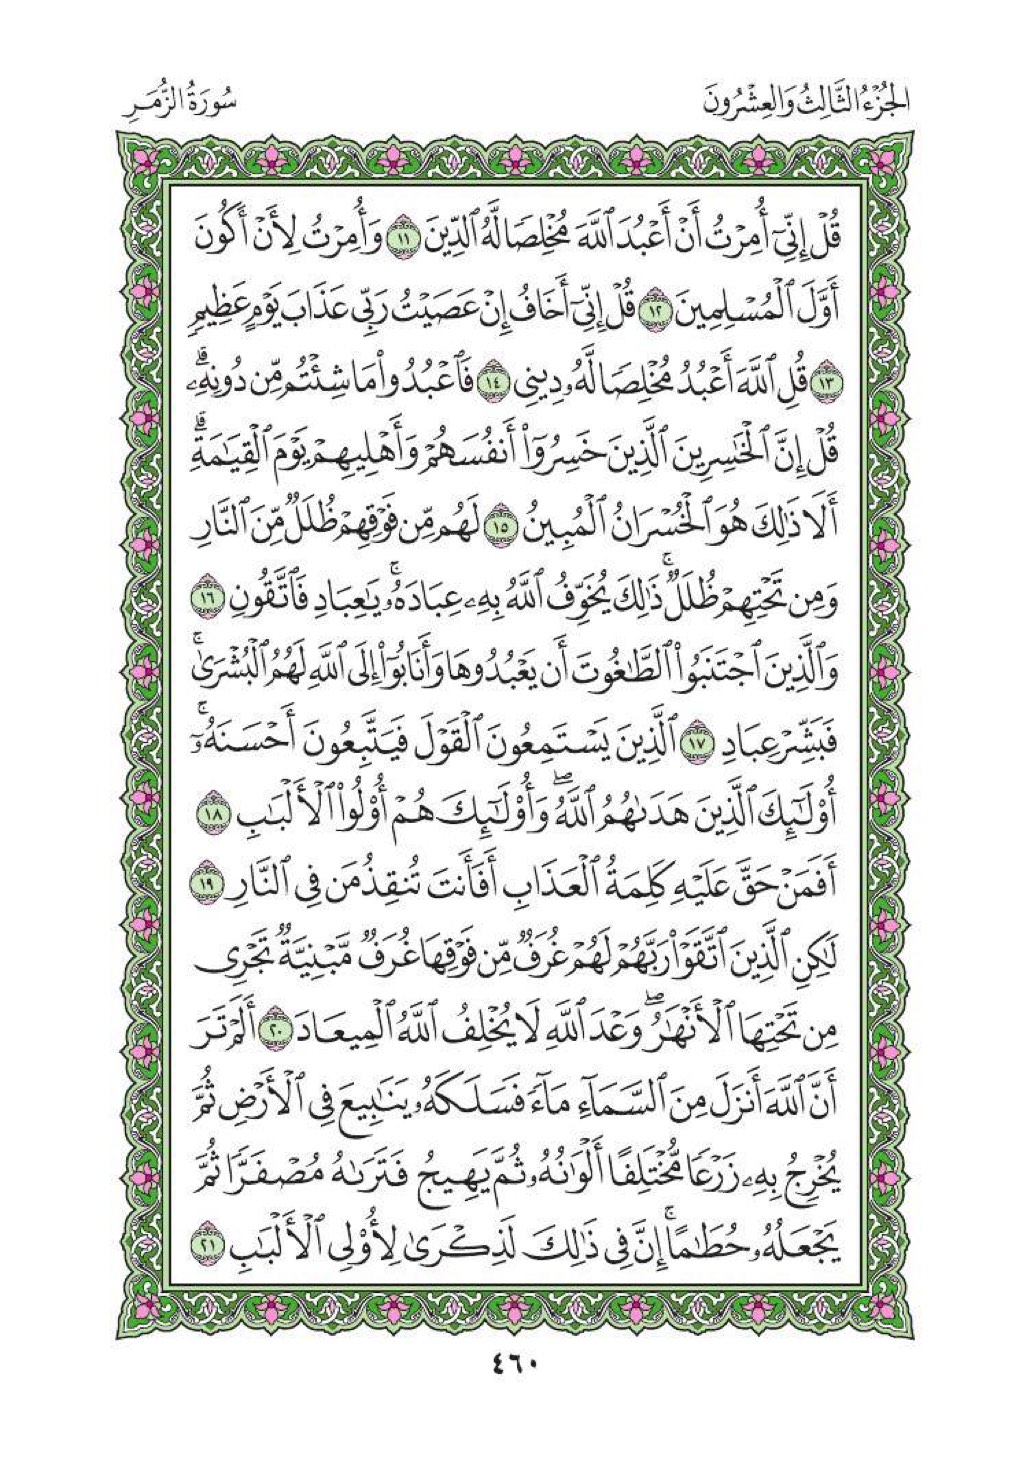 الجُزْءُ الثَّالِثُ وَالعِشْرُونَ
سُورَةُ الزُّمَرِ
قُلْ إِنِّيٓ أُمِرْتُ أَنْ أَعْبُدَ ٱللَّهَ مُخْلِصًا لَّهُ ٱلدِّينَ ١١ وَأُمِرْتُ لِأَنْ أَكُونَ
أَوَّلَ ٱلْمُسْلِمِينَ ١٢ قُلْ إِنِّيٓ أَخَافُ إِنْ عَصَيْتُ رَبِّي عَذَابَ يَوْمٍ عَظِيمٍ
١٣ قُلِ ٱللَّهَ أَعْبُدُ مُخْلِصًا لَّهُۥ دِينِي ١٤ فَٱعْبُدُوا۟ مَا شِئْتُم مِّن دُونِهِۦۗ
قُلْ إِنَّ ٱلْخَٰسِرِينَ ٱلَّذِينَ خَسِرُوٓا۟ أَنفُسَهُمْ وَأَهْلِيهِمْ يَوْمَ ٱلْقِيَٰمَةِۗ
أَلَا ذَٰلِكَ هُوَ ٱلْخُسْرَانُ ٱلْمُبِينُ ١٥ لَهُم مِّن فَوْقِهِمْ ظُلَلٌ مِّنَ ٱلنَّارِ
وَمِن تَحْتِهِمْ ظُلَلٌۚ ذَٰلِكَ يُخَوِّفُ ٱللَّهُ بِهِۦ عِبَادَهُۥۚ يَٰعِبَادِ فَٱتَّقُونِ ١٦
وَٱلَّذِينَ ٱجْتَنَبُوا۟ ٱلطَّٰغُوتَ أَن يَعْبُدُوهَا وَأَنَابُوٓا۟ إِلَى ٱللَّهِ لَهُمُ ٱلْبُشْرَىٰۚ
فَبَشِّرْ عِبَادِ ١٧ ٱلَّذِينَ يَسْتَمِعُونَ ٱلْقَوْلَ فَيَتَّبِعُونَ أَحْسَنَهُۥٓۚ
أُو۟لَٰٓئِكَ ٱلَّذِينَ هَدَىٰهُمُ ٱللَّهُۖ وَأُو۟لَٰٓئِكَ هُمْ أُو۟لُوا۟ ٱلْأَلْبَٰبِ ١٨
أَفَمَنْ حَقَّ عَلَيْهِ كَلِمَةُ ٱلْعَذَابِ أَفَأَنتَ تُنقِذُ مَن فِي ٱلنَّارِ ١٩
لَٰكِنِ ٱلَّذِينَ ٱتَّقَوْا۟ رَبَّهُمْ لَهُمْ غُرَفٌ مِّن فَوْقِهَا غُرَفٌ مَّبْنِيَّةٌ تَجْرِي
مِن تَحْتِهَا ٱلْأَنْهَٰرُۖ وَعْدَ ٱللَّهِ لَا يُخْلِفُ ٱللَّهُ ٱلْمِيعَادَ ٢٠ أَلَمْ تَرَ
أَنَّ ٱللَّهَ أَنزَلَ مِنَ ٱلسَّمَآءِ مَآءً فَسَلَكَهُۥ يَنَٰبِيعَ فِي ٱلْأَرْضِ ثُمَّ
يُخْرِجُ بِهِۦ زَرْعًا مُّخْتَلِفًا أَلْوَٰنُهُۥ ثُمَّ يَهِيجُ فَتَرَىٰهُ مُصْفَرًّا ثُمَّ
يَجْعَلُهُۥ حُطَٰمًاۚ إِنَّ فِي ذَٰلِكَ لَذِكْرَىٰ لِأُو۟لِي ٱلْأَلْبَٰبِ ٢١
٤٦٠